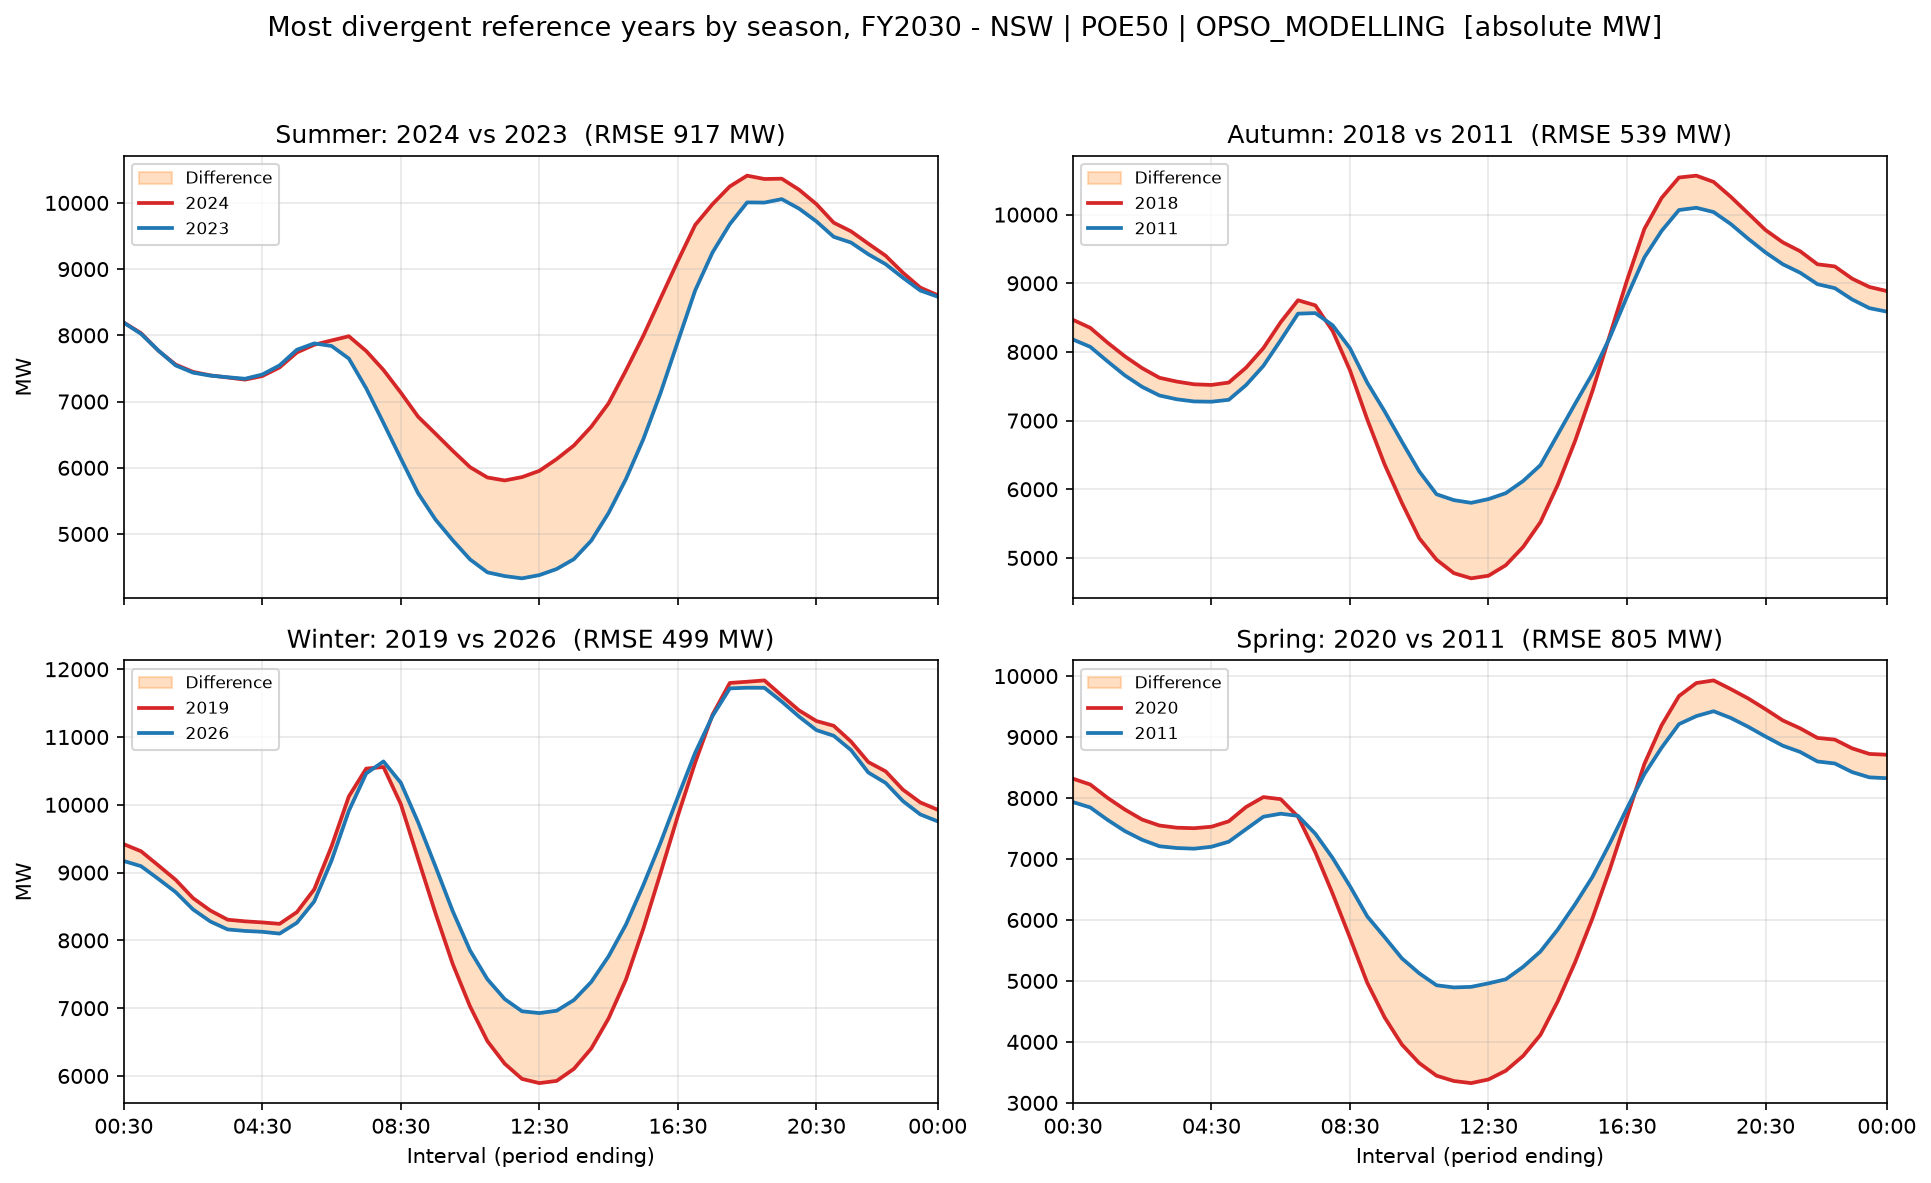 Most divergent reference years by season, FY2030 - NSW | POE50 | OPSO_MODELLING  [absolute MW]
Summer: 2024 vs 2023  (RMSE 917 MW)
Difference
2024
2023
10000
9000
8000
7000
6000
5000
MW
Autumn: 2018 vs 2011  (RMSE 539 MW)
Difference
2018
2011
10000
9000
8000
7000
6000
5000
Winter: 2019 vs 2026  (RMSE 499 MW)
Difference
2019
2026
12000
11000
10000
9000
8000
7000
6000
MW
00:30 04:30 08:30 12:30 16:30 20:30 00:00
Interval (period ending)
Spring: 2020 vs 2011  (RMSE 805 MW)
Difference
2020
2011
10000
9000
8000
7000
6000
5000
4000
3000
00:30 04:30 08:30 12:30 16:30 20:30 00:00
Interval (period ending)